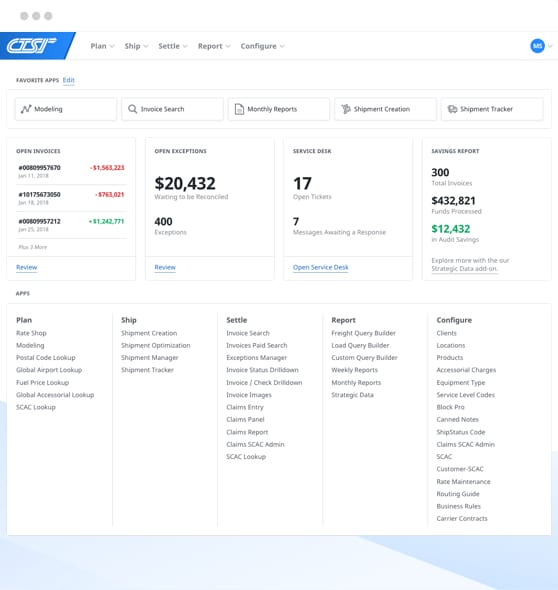 CTSI
Plan Ship Settle Report Configure
MS
FAVORITE APPS Edit
Modeling
Invoice Search
Monthly Reports
Shipment Creation
Shipment Tracker
OPEN INVOICES
#00809957670 -$1,563,223
Jan 11, 2018
#10175673050 -$763,021
Jan 18, 2018
#00809957212 +$1,242,771
Jan 25, 2018
Plus 3 More
Review
OPEN EXCEPTIONS
$20,432
Waiting to be Reconciled
400
Exceptions
Review
SERVICE DESK
17
Open Tickets
7
Messages Awaiting a Response
Open Service Desk
SAVINGS REPORT
300
Total Invoices
$432,821
Funds Processed
$12,432
in Audit Savings
Explore more with the our
Strategic Data add-on.
APPS
Plan
Rate Shop
Modeling
Postal Code Lookup
Global Airport Lookup
Fuel Price Lookup
Global Accessorial Lookup
SCAC Lookup
Ship
Shipment Creation
Shipment Optimization
Shipment Manager
Shipment Tracker
Settle
Invoice Search
Invoices Paid Search
Exceptions Manager
Invoice Status Drilldown
Invoice / Check Drilldown
Invoice Images
Claims Entry
Claims Panel
Claims Report
Claims SCAC Admin
SCAC Lookup
Report
Freight Query Builder
Load Query Builder
Custom Query Builder
Weekly Reports
Monthly Reports
Strategic Data
Configure
Clients
Locations
Products
Accessorial Charges
Equipment Type
Service Level Codes
Block Pro
Canned Notes
ShipStatus Code
Claims SCAC Admin
SCAC
Customer-SCAC
Rate Maintenance
Routing Guide
Business Rules
Carrier Contracts